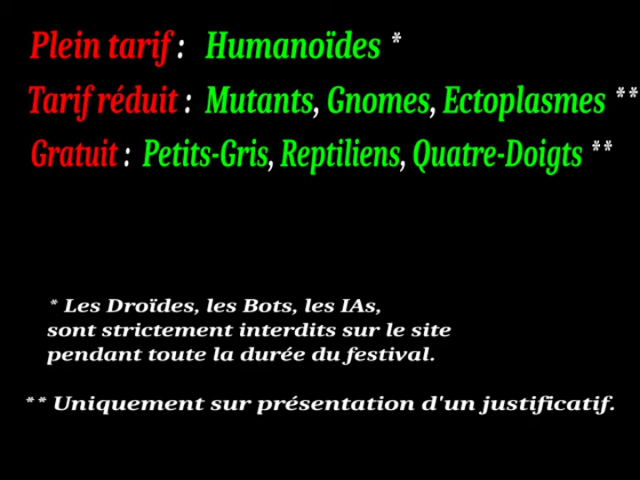 Plein tarif : Humanoïdes *
Tarif réduit : Mutants, Gnomes, Ectoplasmes **
Gratuit : Petits-Gris, Reptiliens, Quatre-Doigts **
* Les Droïdes, les Bots, les IAs,
sont strictement interdits sur le site
pendant toute la durée du festival.
** Uniquement sur présentation d'un justificatif.